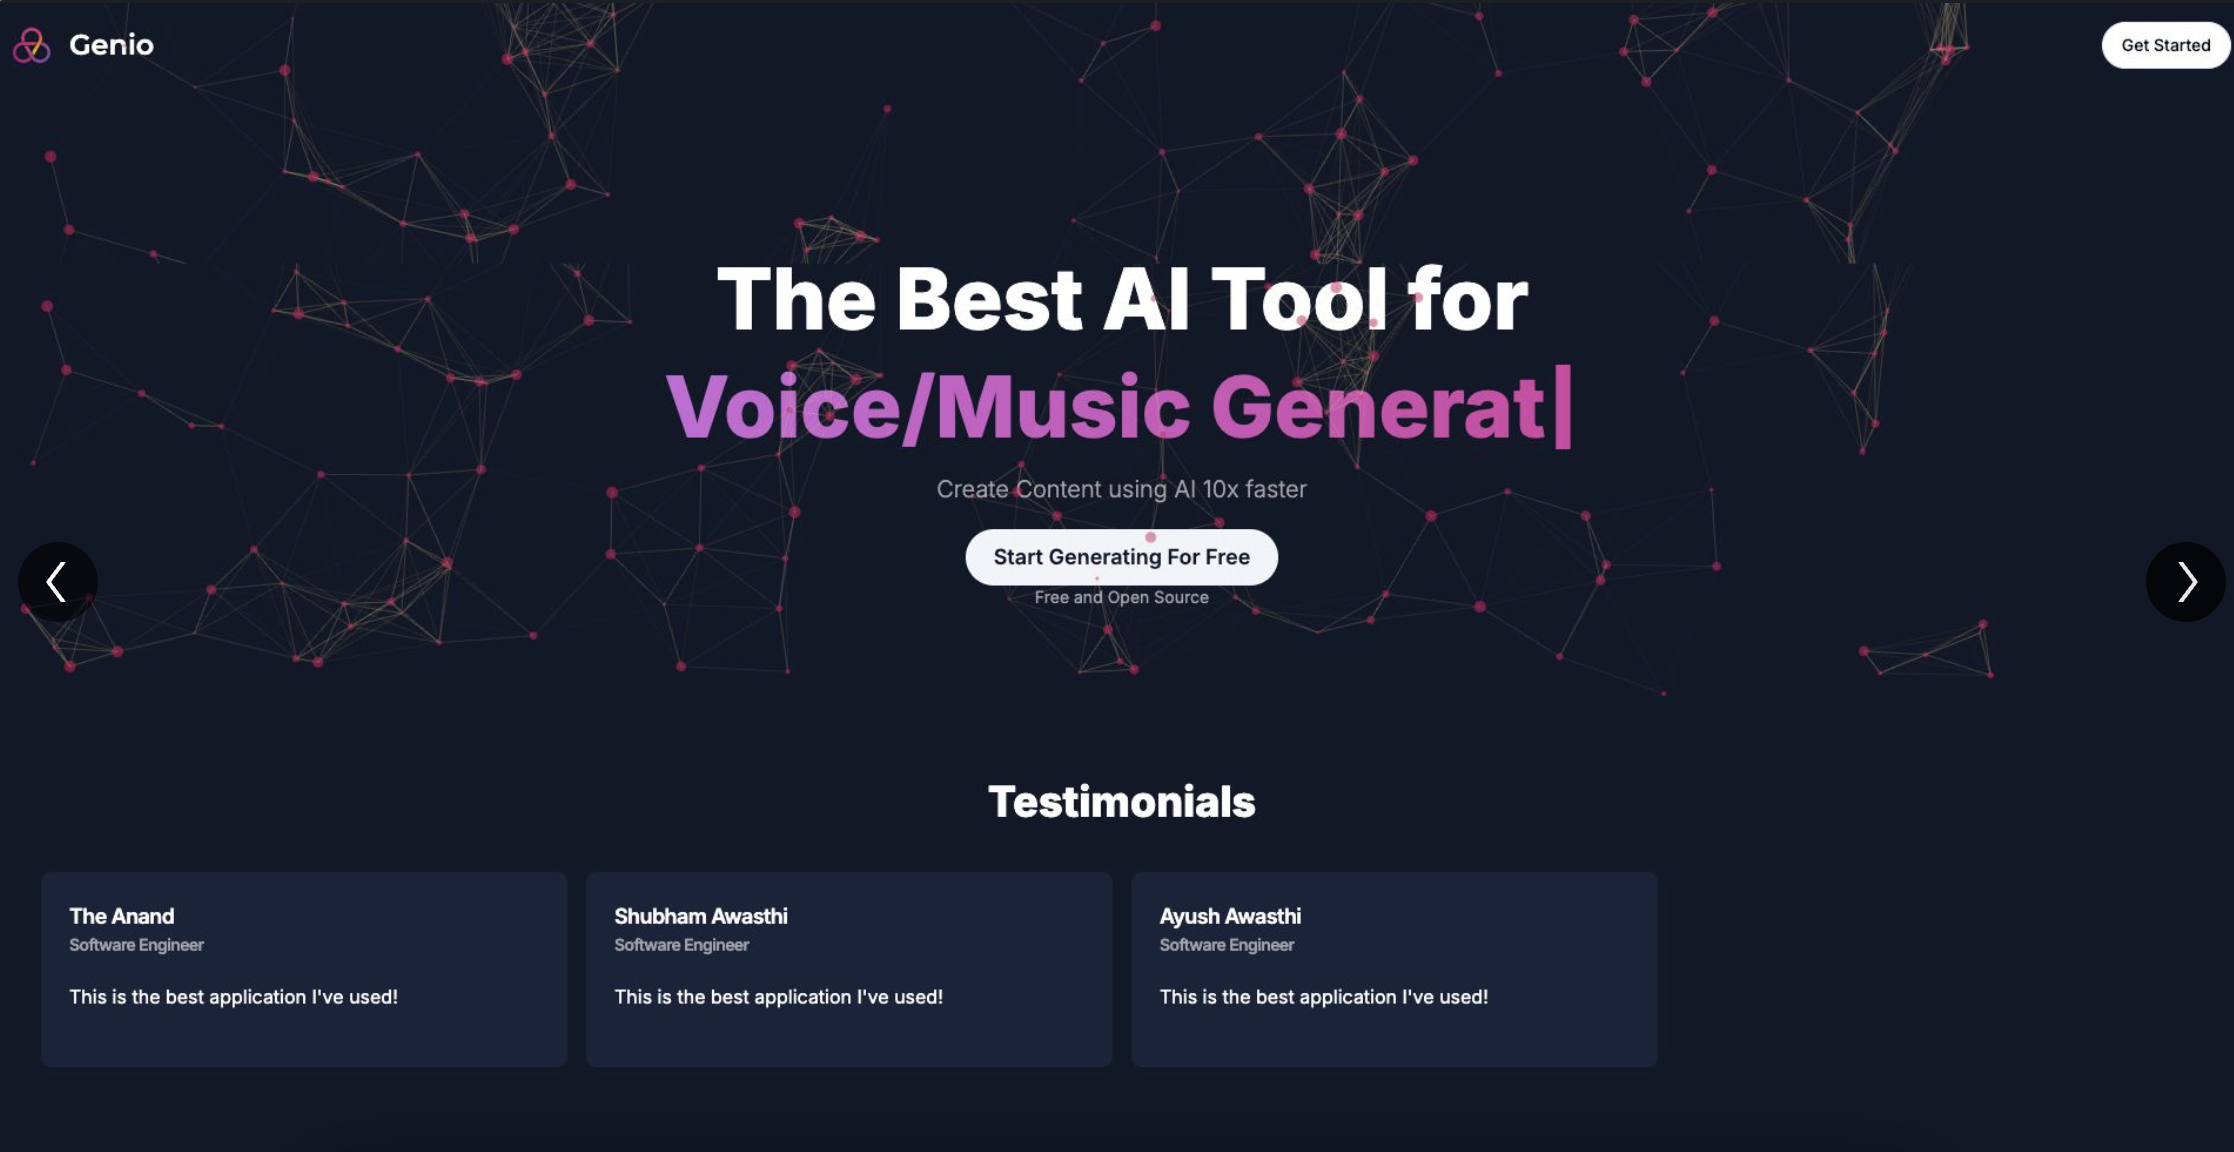 Genio
Get Started
The Best AI Tool for
Voice/Music Generat|
Create Content using AI 10x faster
Start Generating For Free
Free and Open Source
Testimonials
The Anand
Software Engineer
This is the best application I've used!
Shubham Awasthi
Software Engineer
This is the best application I've used!
Ayush Awasthi
Software Engineer
This is the best application I've used!